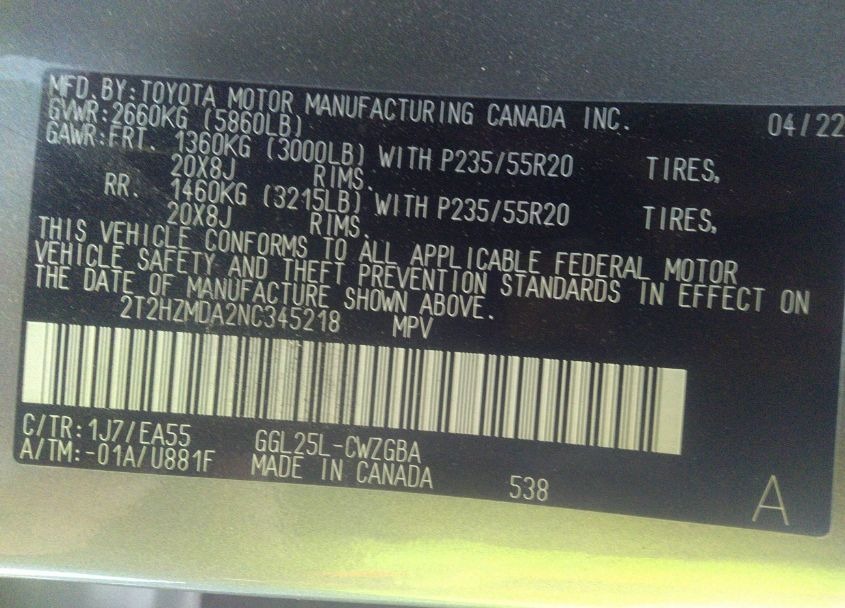 MFD.BY:TOYOTA MOTOR MANUFACTURING CANADA INC. 04/22
GVWR:2660KG (5860LB)
GAWR:FRT. 1360KG (3000LB) WITH P235/55R20 TIRES,
20X8J RIMS.
RR. 1460KG (3215LB) WITH P235/55R20 TIRES,
20X8J RIMS.
THIS VEHICLE CONFORMS TO ALL APPLICABLE FEDERAL MOTOR
VEHICLE SAFETY AND THEFT PREVENTION STANDARDS IN EFFECT ON
THE DATE OF MANUFACTURE SHOWN ABOVE.
2T2HZMDA2NC345218 MPV
C/TR:1J7/EA55 GGL25L-CWZGBA
A/TM:-01A/U881F MADE IN CANADA 538 A